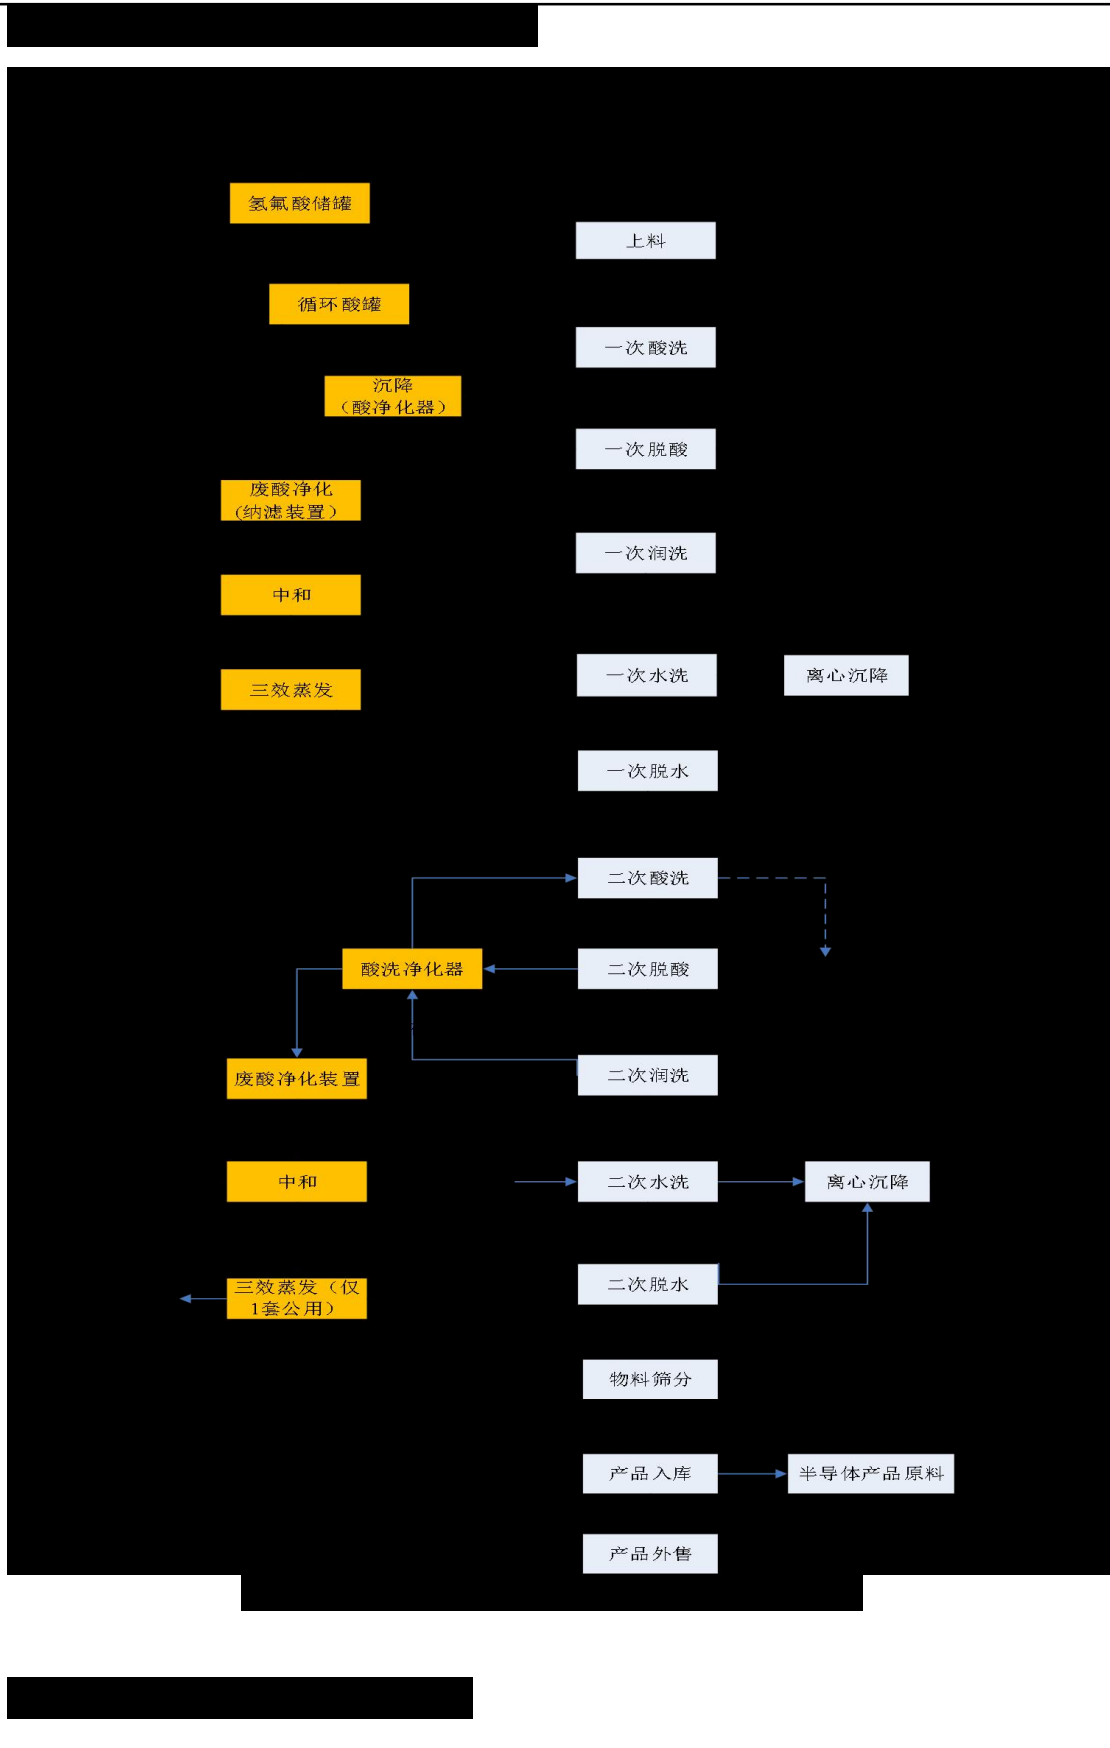 氢氟酸储罐
上料
循环酸罐
一次酸洗
沉降
（酸净化器）
一次脱酸
废酸净化
(纳滤装置）
一次润洗
中和
一次水洗
离心沉降
三效蒸发
一次脱水
二次酸洗
酸洗净化器
二次脱酸
废酸净化装置
二次润洗
中和
二次水洗
离心沉降
三效蒸发（仅
1套公用）
二次脱水
物料筛分
产品入库
半导体产品原料
产品外售